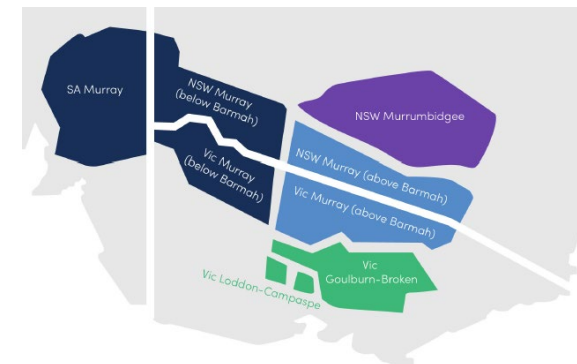 SA Murray
NSW Murray
(below Barmah)
Vic Murray
(below Barmah)
NSW Murrumbidgee
NSW Murray (above Barmah)
Vic Murray (above Barmah)
Vic
Goulburn-Broken
Vic Loddon-Campaspe